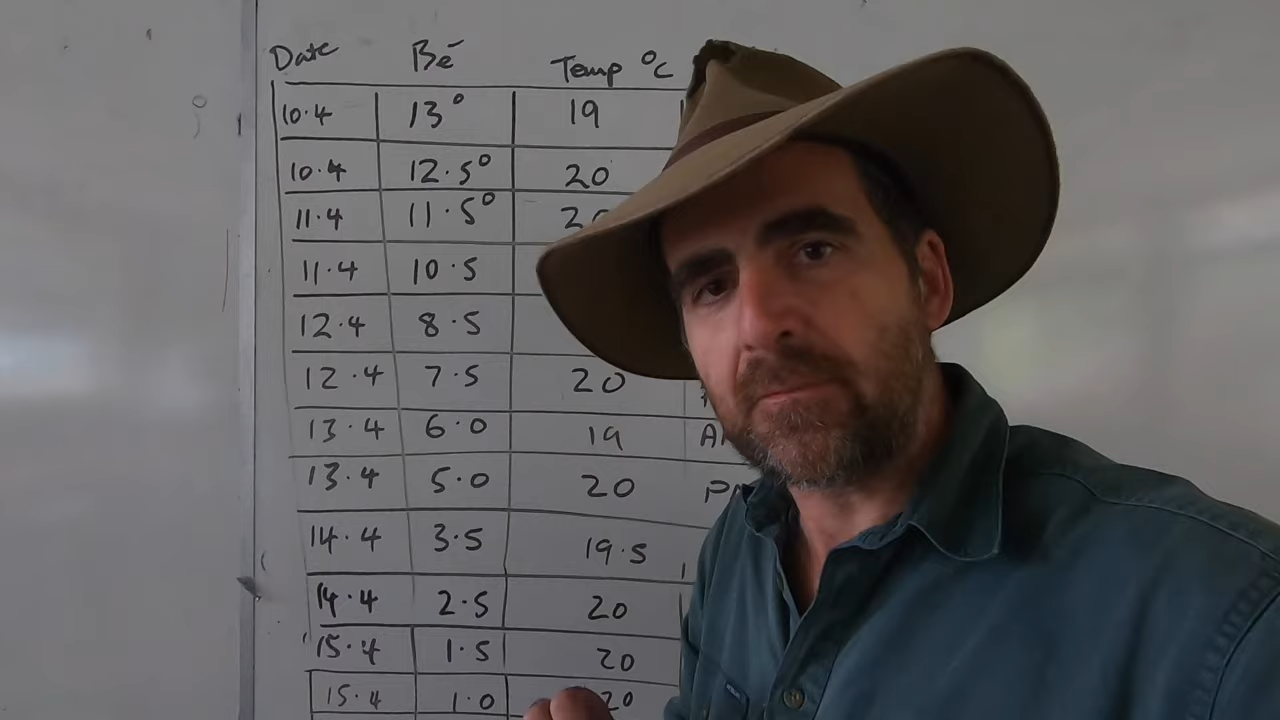 Date Bé Temp °C
10.4 13° 19
10.4 12.5° 20
11.4 11.5°
11.4 10.5
12.4 8.5
12.4 7.5 20
13.4 6.0 19
13.4 5.0 20
14.4 3.5 19.5
14.4 2.5 20
15.4 1.5 20
15.4 1.0 20